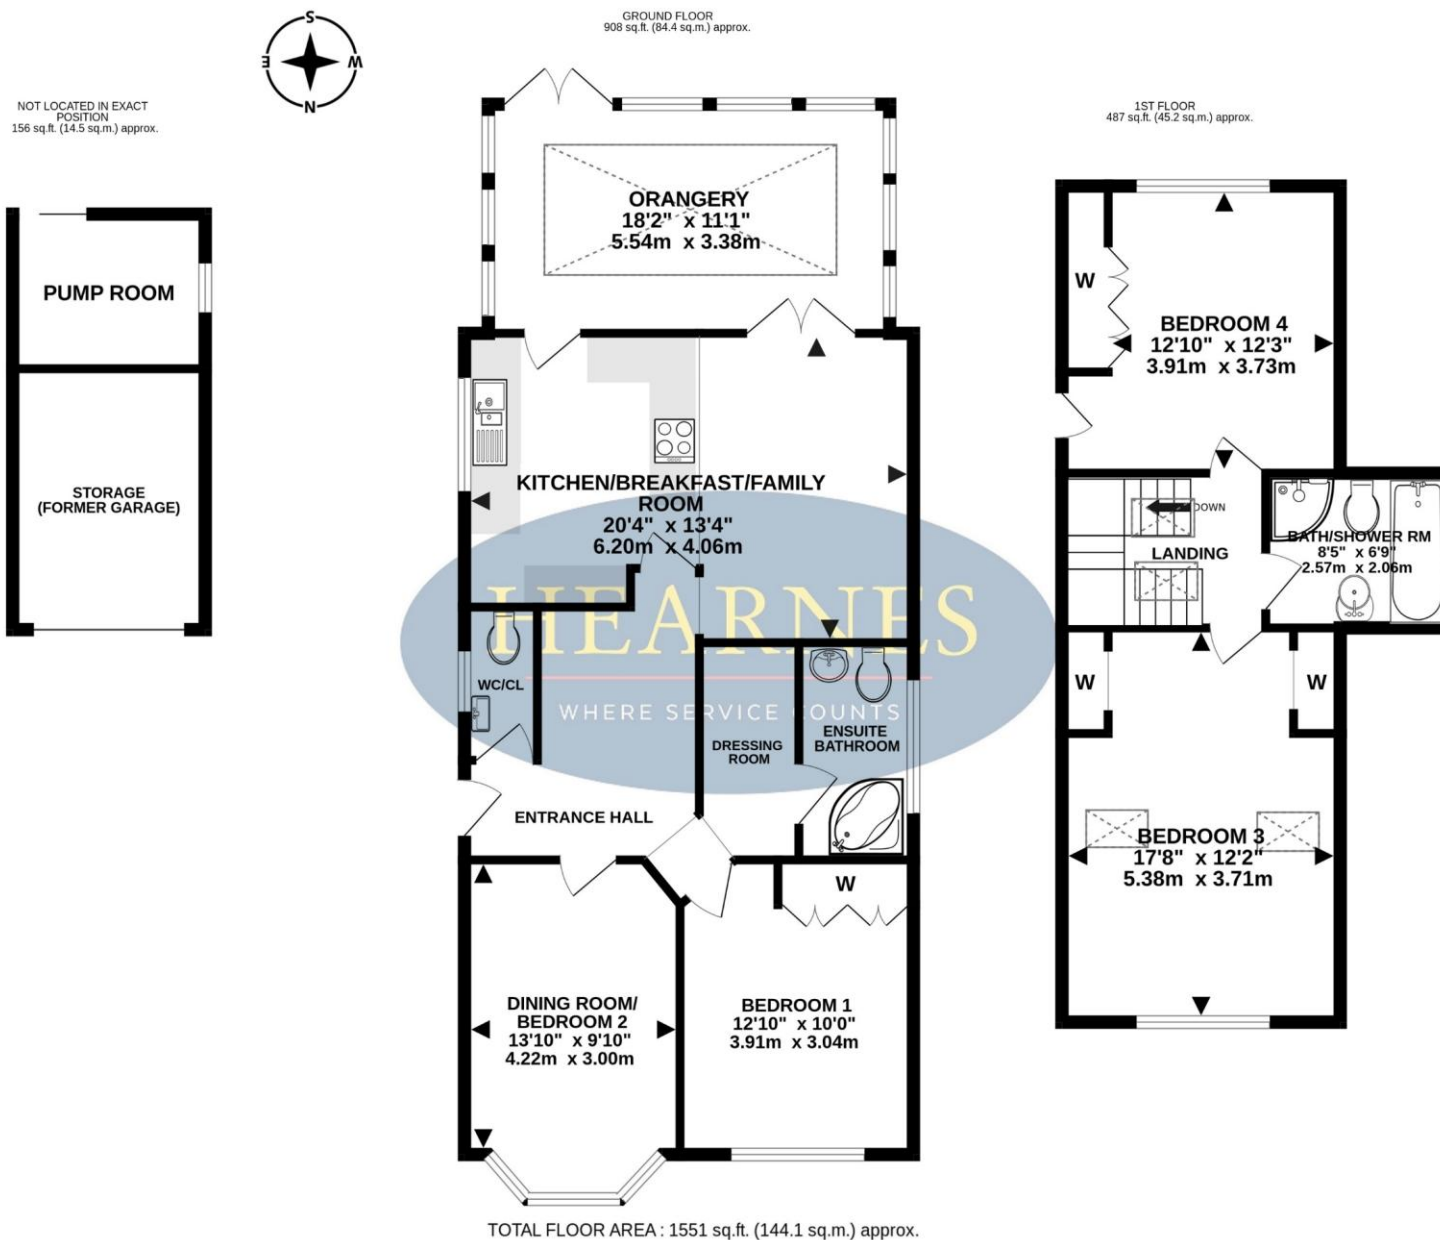 GROUND FLOOR
908 sq.ft. (84.4 sq.m.) approx.
S
E
W
N
NOT LOCATED IN EXACT
POSITION
156 sq.ft. (14.5 sq.m.) approx.
1ST FLOOR
487 sq.ft. (45.2 sq.m.) approx.
PUMP ROOM
STORAGE
(FORMER GARAGE)
ORANGERY
18'2" x 11'1"
5.54m x 3.38m
KITCHEN/BREAKFAST/FAMILY
ROOM
20'4" x 13'4"
6.20m x 4.06m
HEARNES
WHERE SERVICE COUNTS
WC/CL
DRESSING
ROOM
ENSUITE
BATHROOM
ENTRANCE HALL
W
DINING ROOM/
BEDROOM 2
13'10" x 9'10"
4.22m x 3.00m
BEDROOM 1
12'10" x 10'0"
3.91m x 3.04m
W
BEDROOM 4
12'10" x 12'3"
3.91m x 3.73m
DOWN
LANDING
BATH/SHOWER RM
8'5" x 6'9"
2.57m x 2.06m
W
W
BEDROOM 3
17'8" x 12'2"
5.38m x 3.71m
TOTAL FLOOR AREA : 1551 sq.ft. (144.1 sq.m.) approx.